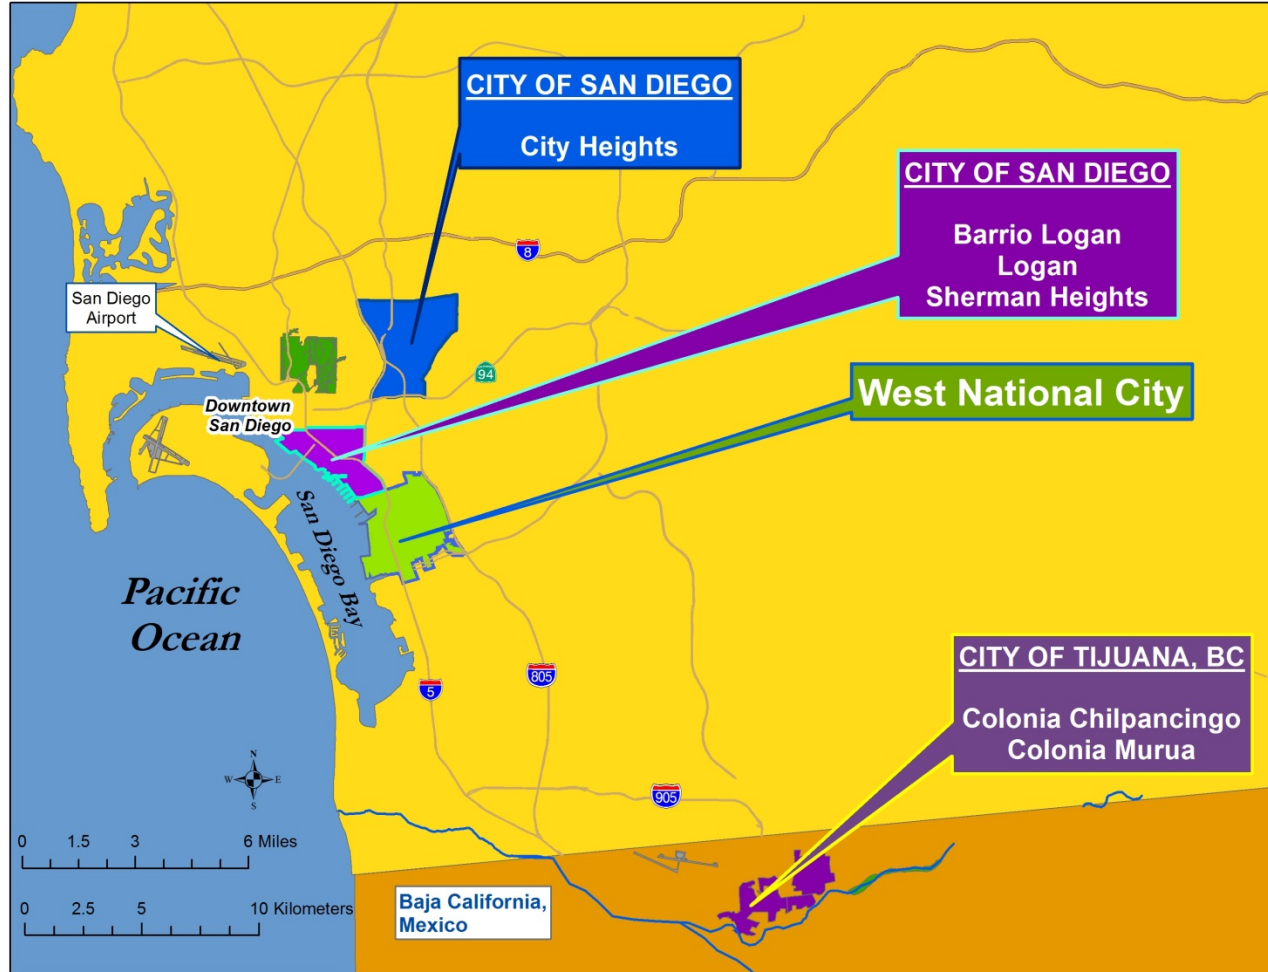 CITY OF SAN DIEGO
City Heights
CITY OF SAN DIEGO
Barrio Logan
Logan
Sherman Heights
8
San Diego
Airport
94
West National City
Downtown
San Diego
San Diego Bay
Pacific
Ocean
CITY OF TIJUANA, BC
Colonia Chilpancingo
Colonia Murua
805
5
905
N
W E
S
0 1.5 3 6 Miles
0 2.5 5 10 Kilometers
Baja California,
Mexico